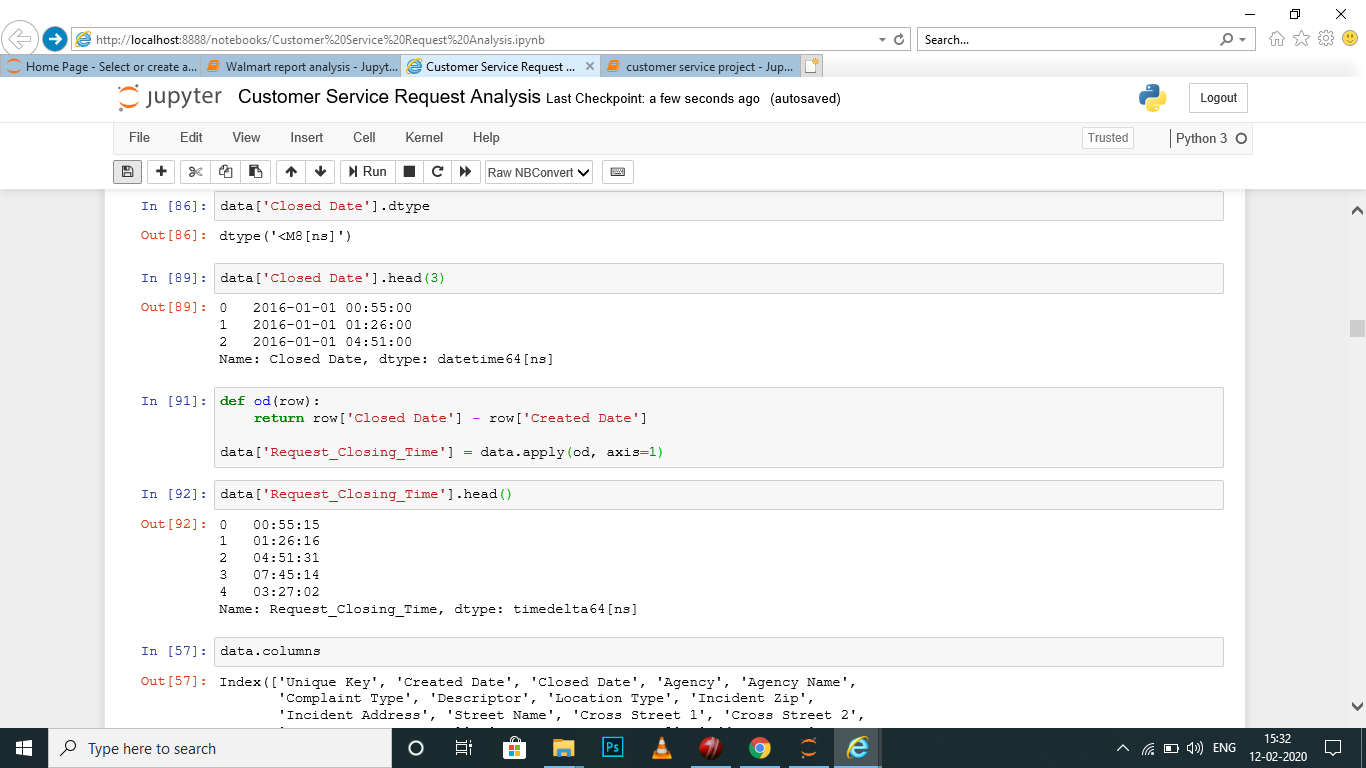 http://localhost:8888/notebooks/Customer%20Service%20Request%20Analysis.ipynb
Search...
Home Page - Select or create a...
Walmart report analysis - Jupyt...
Customer Service Request ...
customer service project - Jup...
jupyter Customer Service Request Analysis Last Checkpoint: a few seconds ago (autosaved)
Logout
File Edit View Insert Cell Kernel Help
Trusted
Python 3
Run
Raw NBConvert
In [86]: data['Closed Date'].dtype
Out[86]: dtype('<M8[ns]')
In [89]: data['Closed Date'].head(3)
Out[89]: 0 2016-01-01 00:55:00
1 2016-01-01 01:26:00
2 2016-01-01 04:51:00
Name: Closed Date, dtype: datetime64[ns]
In [91]: def od(row):
return row['Closed Date'] - row['Created Date']
data['Request_Closing_Time'] = data.apply(od, axis=1)
In [92]: data['Request_Closing_Time'].head()
Out[92]: 0 00:55:15
1 01:26:16
2 04:51:31
3 07:45:14
4 03:27:02
Name: Request_Closing_Time, dtype: timedelta64[ns]
In [57]: data.columns
Out[57]: Index(['Unique Key', 'Created Date', 'Closed Date', 'Agency', 'Agency Name',
'Complaint Type', 'Descriptor', 'Location Type', 'Incident Zip',
'Incident Address', 'Street Name', 'Cross Street 1', 'Cross Street 2',
Type here to search
Ps
ENG
15:32
12-02-2020